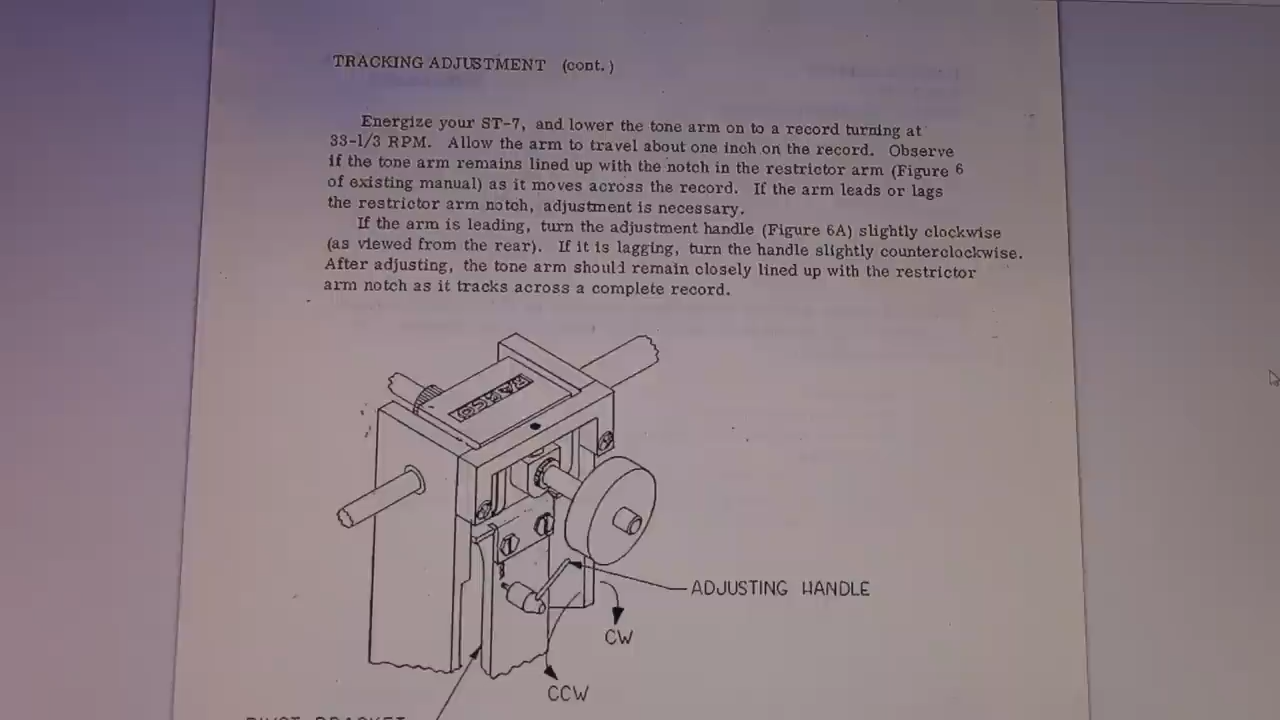 TRACKING ADJUSTMENT (cont.)
Energize your ST-7, and lower the tone arm on to a record turning at
33-1/3 RPM. Allow the arm to travel about one inch on the record. Observe
if the tone arm remains lined up with the notch in the restrictor arm (Figure 6
of existing manual) as it moves across the record. If the arm leads or lags
the restrictor arm notch, adjustment is necessary.
If the arm is leading, turn the adjustment handle (Figure 6A) slightly clockwise
(as viewed from the rear). If it is lagging, turn the handle slightly counterclockwise.
After adjusting, the tone arm should remain closely lined up with the restrictor
arm notch as it tracks across a complete record.
RABCO
ADJUSTING HANDLE
CW
CCW
PIVOT BRACKET